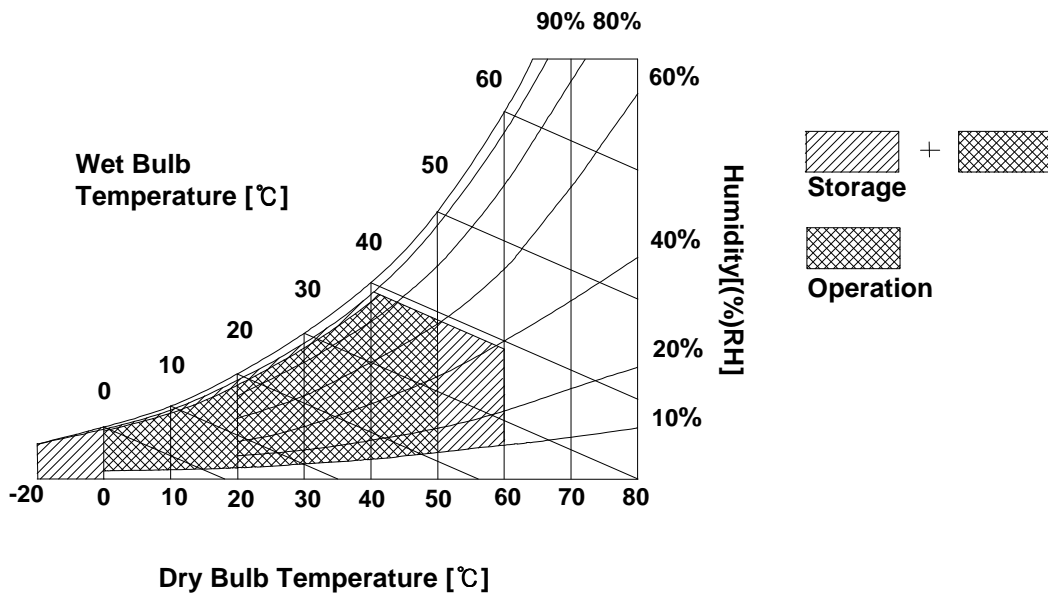 90% 80%
60
60%
Wet Bulb
Temperature [℃]
50
40
30
20
10
0
Humidity[(%)RH]
40%
20%
10%
+
Storage
Operation
-20 0 10 20 30 40 50 60 70 80
Dry Bulb Temperature [℃]